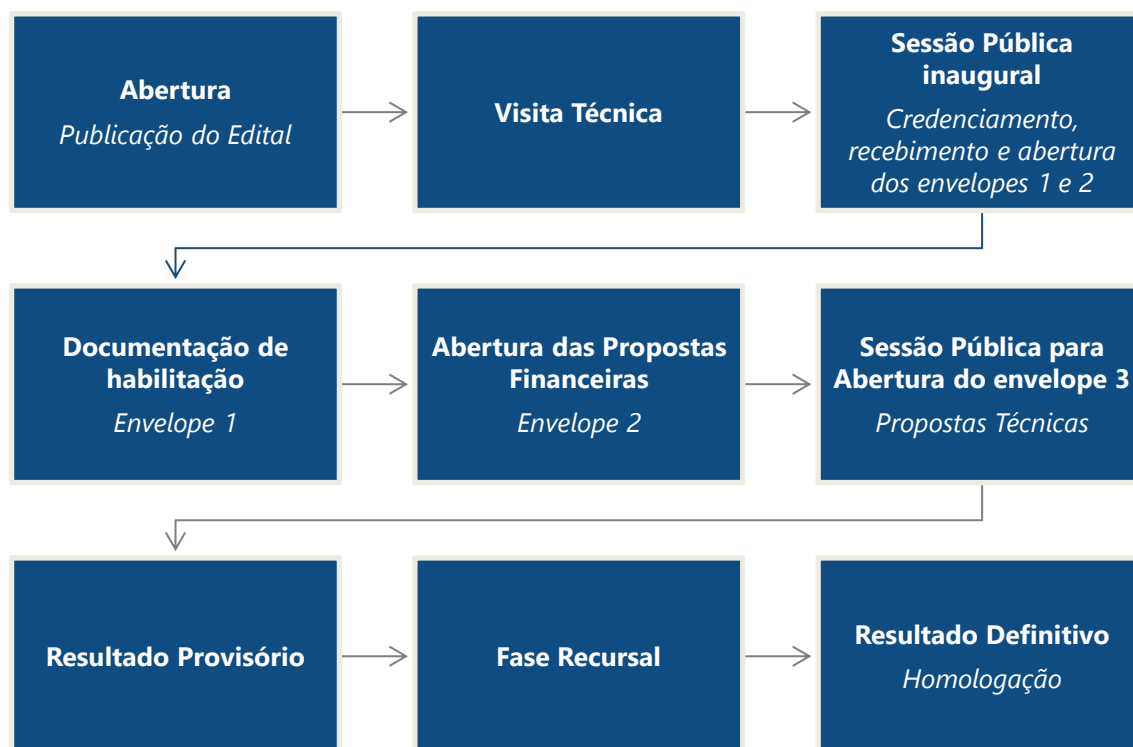 Abertura
Publicação do Edital
Visita Técnica
Sessão Pública
inaugural
Credenciamento,
recebimento e abertura
dos envelopes 1 e 2
Documentação de
habilitação
Envelope 1
Abertura das Propostas
Financeiras
Envelope 2
Sessão Pública para
Abertura do envelope 3
Propostas Técnicas
Resultado Provisório
Fase Recursal
Resultado Definitivo
Homologação